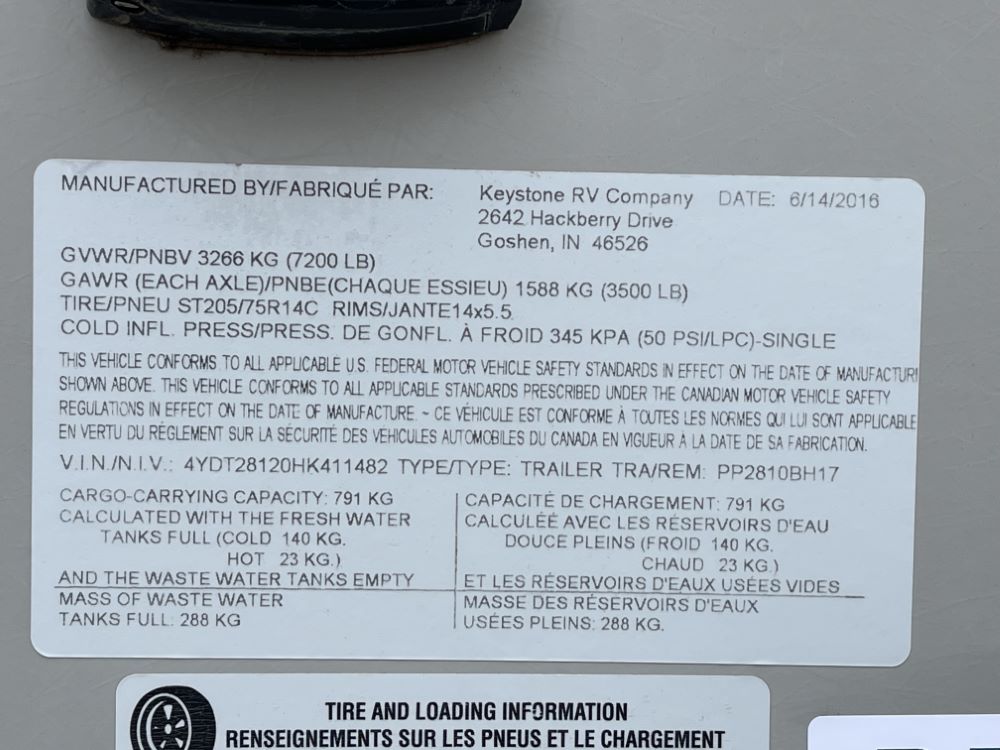 MANUFACTURED BY/FABRIQUÉ PAR: Keystone RV Company DATE: 6/14/2016
2642 Hackberry Drive
Goshen, IN 46526
GVWR/PNBV 3266 KG (7200 LB)
GAWR (EACH AXLE)/PNBE(CHAQUE ESSIEU) 1588 KG (3500 LB)
TIRE/PNEU ST205/75R14C RIMS/JANTE14x5.5
COLD INFL. PRESS/PRESS. DE GONFL. À FROID 345 KPA (50 PSI/LPC)-SINGLE
THIS VEHICLE CONFORMS TO ALL APPLICABLE U.S. FEDERAL MOTOR VEHICLE SAFETY STANDARDS IN EFFECT ON THE DATE OF MANUFACTUR
SHOWN ABOVE. THIS VEHICLE CONFORMS TO ALL APPLICABLE STANDARDS PRESCRIBED UNDER THE CANADIAN MOTOR VEHICLE SAFETY
REGULATIONS IN EFFECT ON THE DATE OF MANUFACTURE. ~ CE VÉHICULE EST CONFORME À TOUTES LES NORMES QUI LUI SONT APPLICABLE
EN VERTU DU RÈGLEMENT SUR LA SÉCURITÉ DES VÉHICULES AUTOMOBILES DU CANADA EN VIGUEUR À LA DATE DE SA FABRICATION.
V.I.N./N.I.V.: 4YDT28120HK411482 TYPE/TYPE: TRAILER TRA/REM: PP2810BH17
CARGO-CARRYING CAPACITY: 791 KG
CALCULATED WITH THE FRESH WATER
TANKS FULL (COLD 140 KG.
HOT 23 KG.)
AND THE WASTE WATER TANKS EMPTY
MASS OF WASTE WATER
TANKS FULL: 288 KG
CAPACITÉ DE CHARGEMENT: 791 KG
CALCULÉE AVEC LES RÉSERVOIRS D'EAU
DOUCE PLEINS (FROID 140 KG.
CHAUD 23 KG.)
ET LES RÉSERVOIRS D'EAUX USÉES VIDES
MASSE DES RÉSERVOIRS D'EAUX
USÉES PLEINS: 288 KG.
TIRE AND LOADING INFORMATION
RENSEIGNEMENTS SUR LES PNEUS ET LE CHARGEMENT